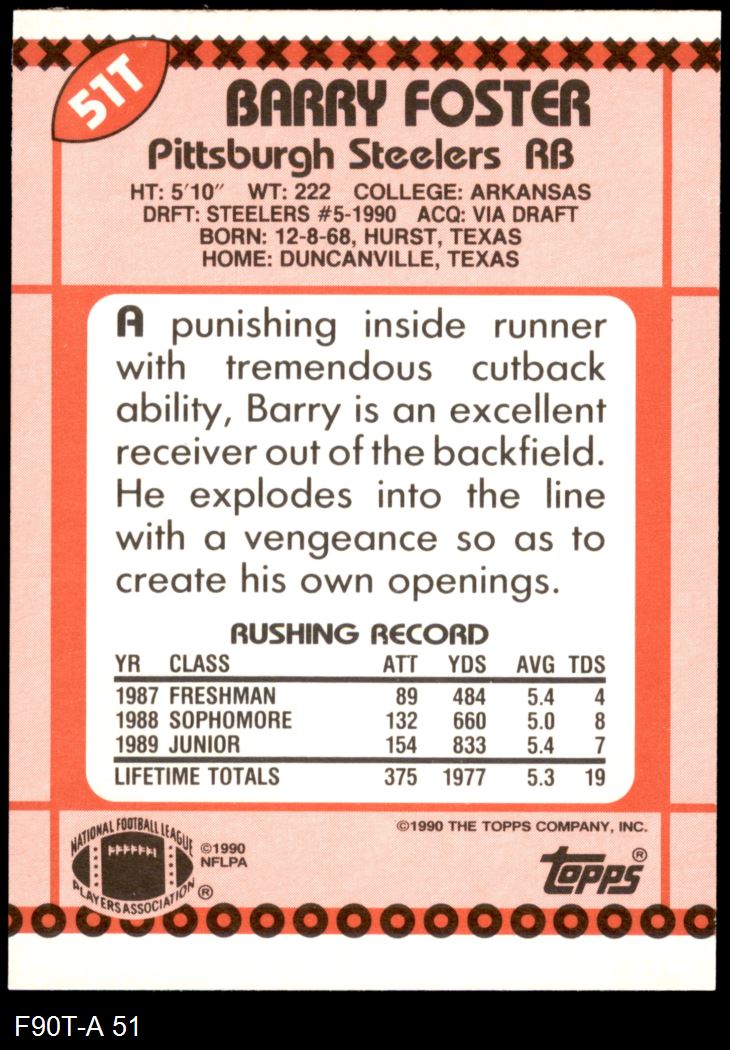 51T
BARRY FOSTER
Pittsburgh Steelers RB
HT: 5'10" WT: 222 COLLEGE: ARKANSAS
DRFT: STEELERS #5-1990 ACQ: VIA DRAFT
BORN: 12-8-68, HURST, TEXAS
HOME: DUNCANVILLE, TEXAS
A punishing inside runner
with tremendous cutback
ability, Barry is an excellent
receiver out of the backfield.
He explodes into the line
with a vengeance so as to
create his own openings.
RUSHING RECORD
YR CLASS ATT YDS AVG TDS
1987 FRESHMAN 89 484 5.4 4
1988 SOPHOMORE 132 660 5.0 8
1989 JUNIOR 154 833 5.4 7
LIFETIME TOTALS 375 1977 5.3 19
NATIONAL FOOTBALL LEAGUE
PLAYERS ASSOCIATION ®
©1990
NFLPA
©1990 THE TOPPS COMPANY, INC.
Topps®
F90T-A 51